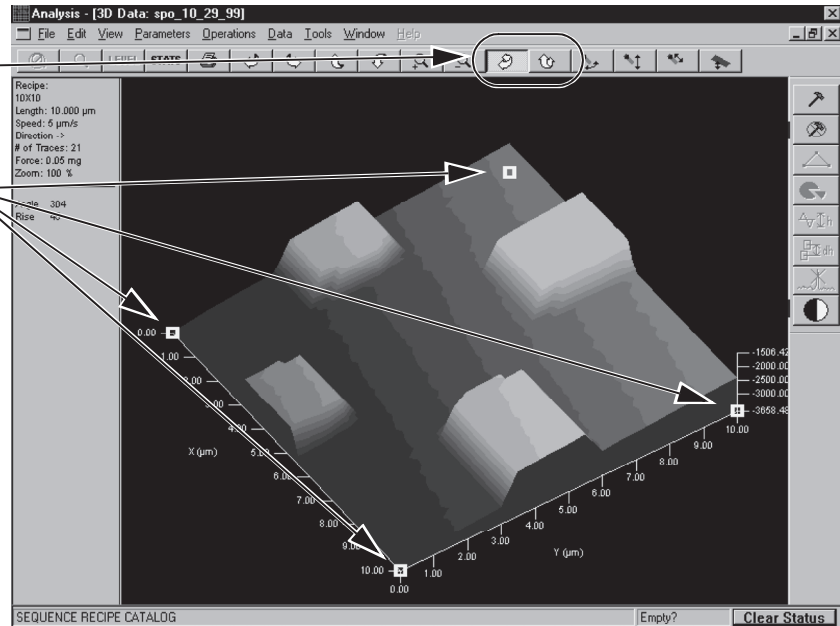 Analysis - [3D Data: spo_10_29_99]
File Edit View Parameters Operations Data Tools Window Help
LEVEL STATS
Recipe:
10X10
Length: 10.000 µm
Speed: 5 µm/s
Direction ->
# of Traces: 21
Force: 0.05 mg
Zoom: 100 %
Angle 304
Rise 40
0.00
1.00
2.00
3.00
4.00
5.00
6.00
7.00
8.00
9.00
10.00
X (µm)
0.00
1.00
2.00
3.00
4.00
5.00
6.00
7.00
8.00
9.00
10.00
Y (µm)
-1506.42
-2000.00
-2500.00
-3000.00
-3658.48
h
dh
SEQUENCE RECIPE CATALOG
Empty?
Clear Status